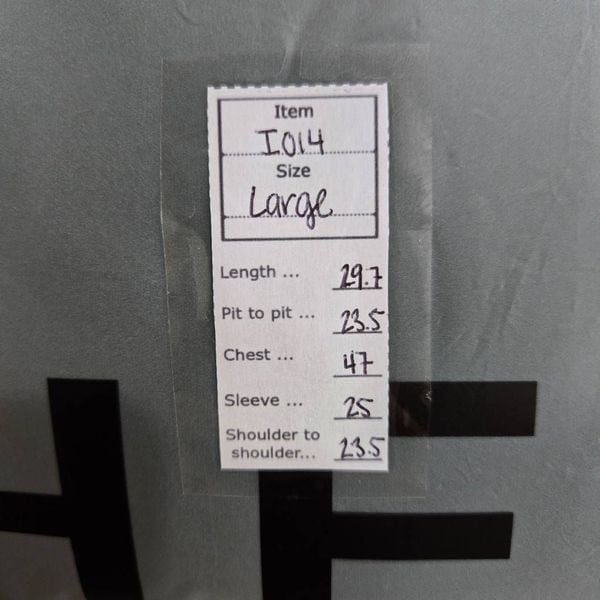 Item
I014
Size
Large
Length ... 29.7
Pit to pit ... 23.5
Chest ... 47
Sleeve ... 25
Shoulder to
shoulder... 23.5